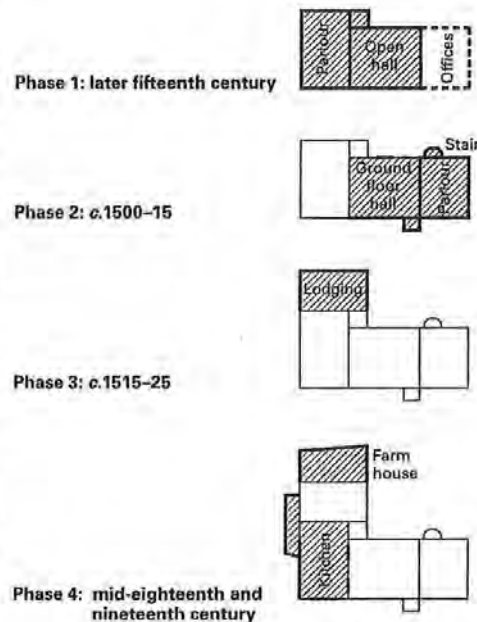 Parlour
Open
hall
Offices
Phase 1: later fifteenth century
Stair
Ground
floor
hall
Parlour
Phase 2: c.1500–15
Lodging
Phase 3: c.1515–25
Farm
house
Kitchen
Phase 4: mid-eighteenth and
nineteenth century